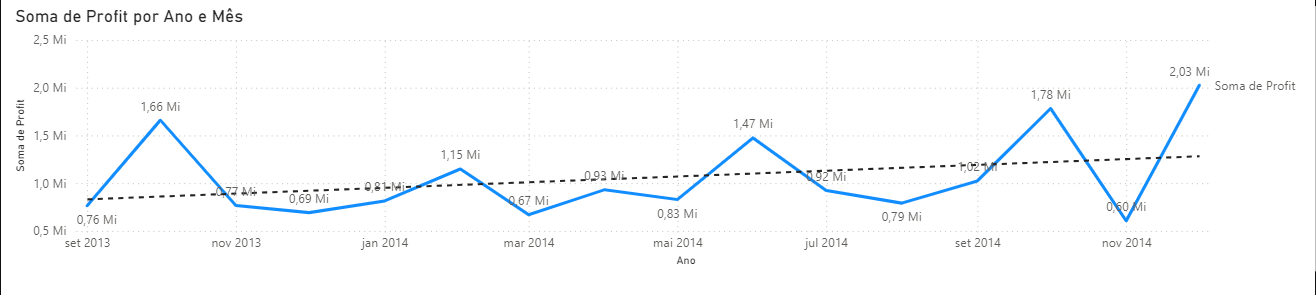 Soma de Profit por Ano e Mês
2,5 Mi
2,0 Mi
1,5 Mi
1,0 Mi
0,5 Mi
Soma de Profit
0,76 Mi
1,66 Mi
0,77 Mi
0,69 Mi
0,81 Mi
1,15 Mi
0,67 Mi
0,93 Mi
0,83 Mi
1,47 Mi
0,92 Mi
0,79 Mi
1,02 Mi
1,78 Mi
0,60 Mi
2,03 Mi
Soma de Profit
set 2013
nov 2013
jan 2014
mar 2014
mai 2014
jul 2014
set 2014
nov 2014
Ano